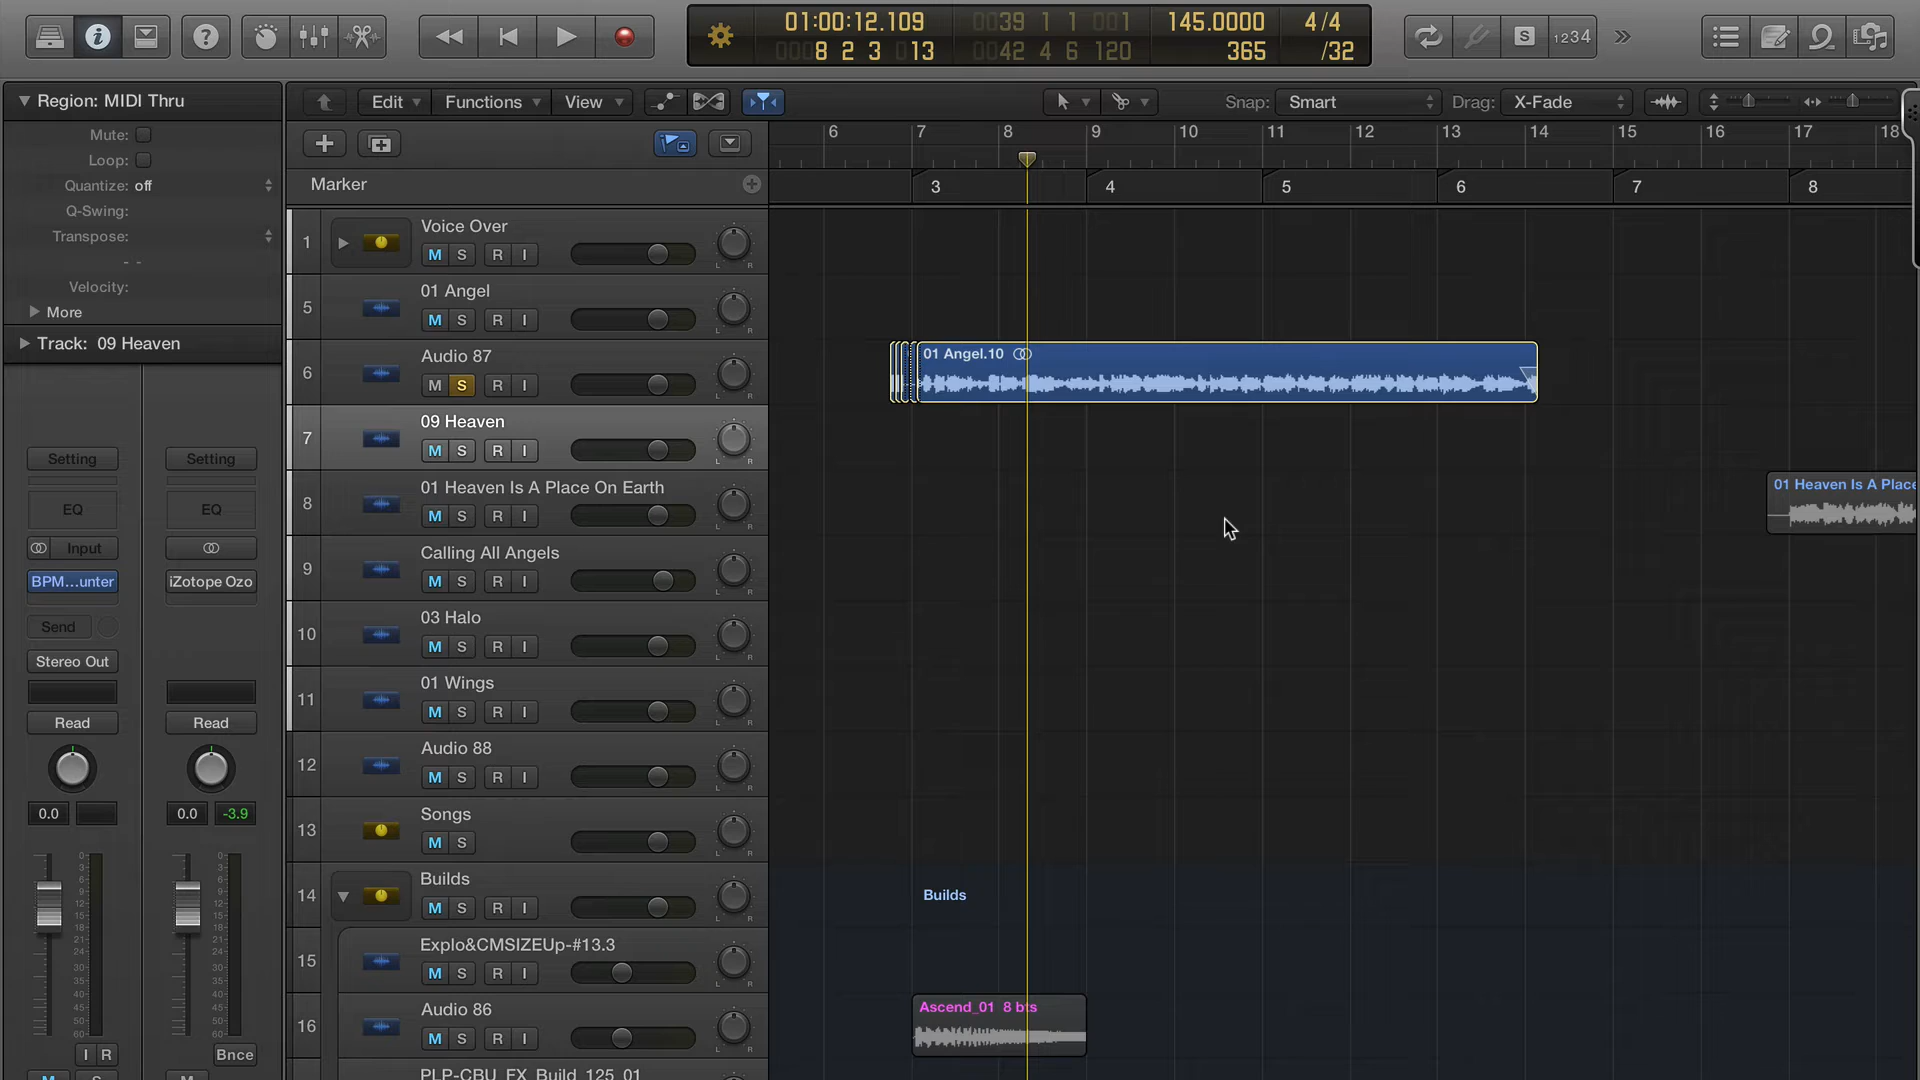 01:00:12.109 0039 1 1 001 145.0000 4/4
0008 2 3 013 0042 4 6 120 365 /32
S 1234
Region: MIDI Thru
Mute:
Loop:
Quantize: off
Q-Swing:
Transpose:
- -
Velocity:
More
Track: 09 Heaven
Setting Setting
EQ EQ
Input
BPM...unter iZotope Ozo
Send
Stereo Out
Read Read
0.0 0.0 -3.9
I R Bnce
M S M
Edit Functions View Snap: Smart Drag: X-Fade
6 7 8 9 10 11 12 13 14 15 16 17 18
Marker
3 4 5 6 7 8
1 Voice Over
M S R I
5 01 Angel
M S R I
6 Audio 87
M S R I
01 Angel.10
7 09 Heaven
M S R I
8 01 Heaven Is A Place On Earth
M S R I
01 Heaven Is A Place
9 Calling All Angels
M S R I
10 03 Halo
M S R I
11 01 Wings
M S R I
12 Audio 88
M S R I
13 Songs
M S
14 Builds
M S R I
Builds
15 Explo&CMSIZEUp-#13.3
M S R I
16 Audio 86
M S R I
Ascend_01 8 bts
PLP-CBU_FX_Build_125_01